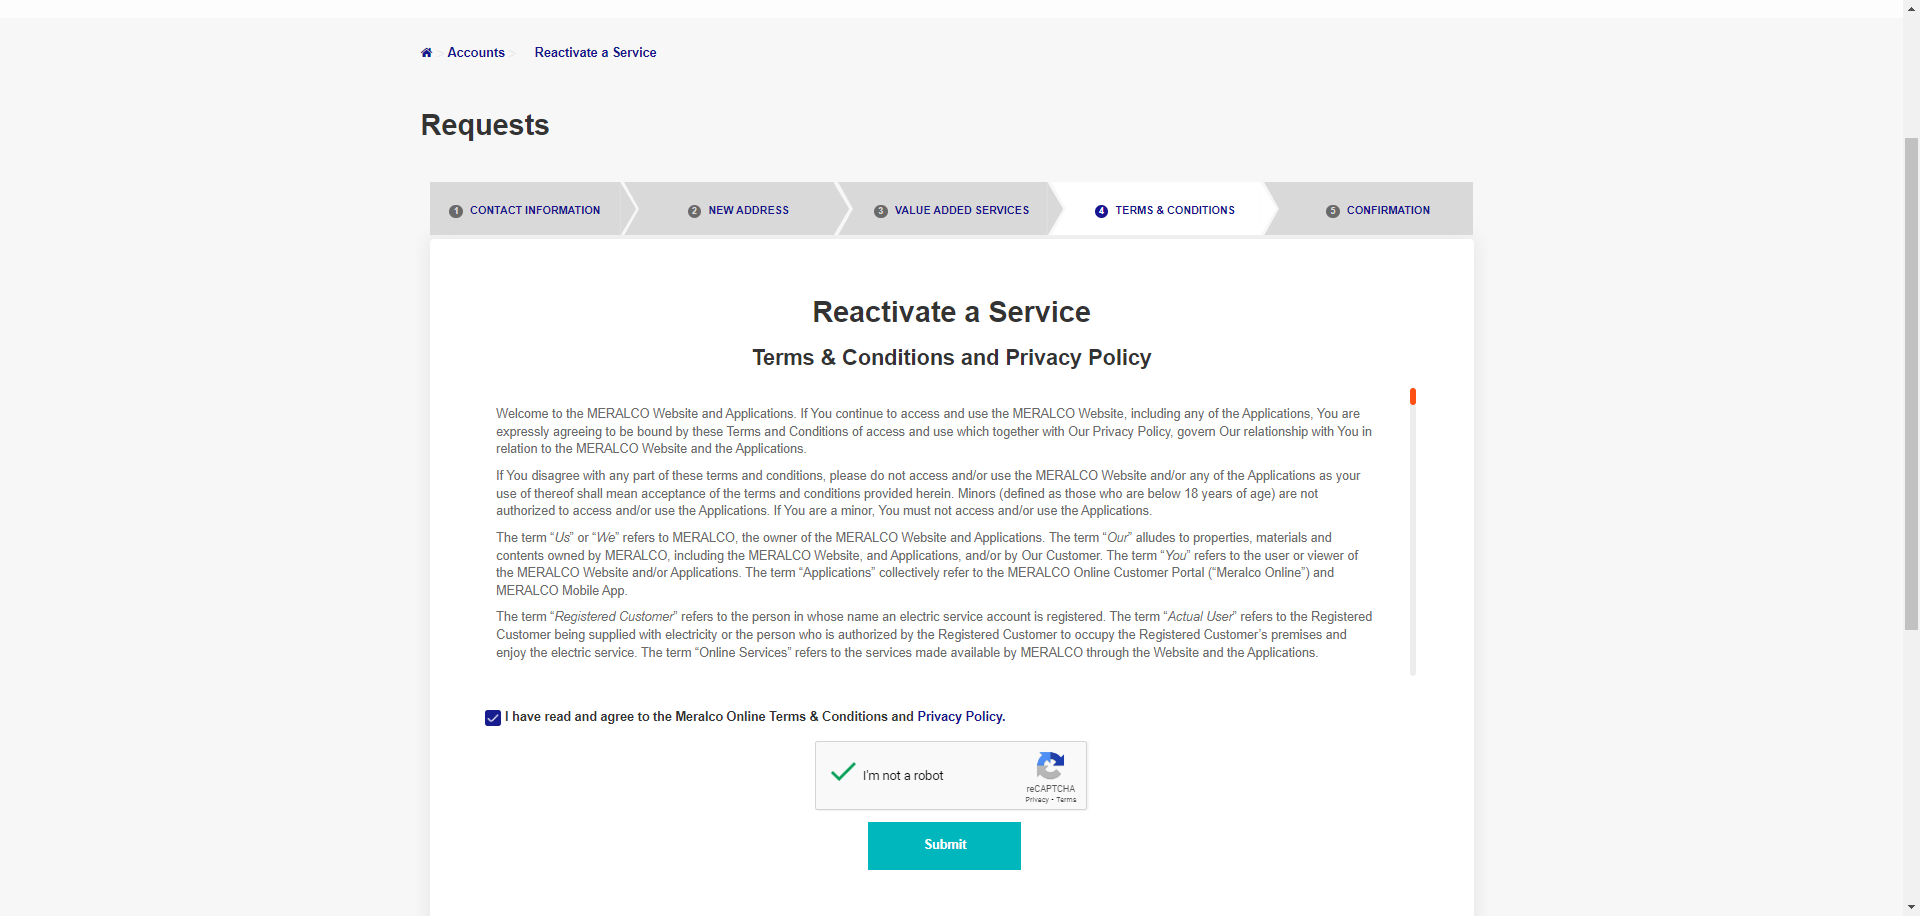 Accounts > Reactivate a Service
Requests
1 CONTACT INFORMATION
2 NEW ADDRESS
3 VALUE ADDED SERVICES
4 TERMS & CONDITIONS
5 CONFIRMATION
Reactivate a Service
Terms & Conditions and Privacy Policy
Welcome to the MERALCO Website and Applications. If You continue to access and use the MERALCO Website, including any of the Applications, You are
expressly agreeing to be bound by these Terms and Conditions of access and use which together with Our Privacy Policy, govern Our relationship with You in
relation to the MERALCO Website and the Applications.
If You disagree with any part of these terms and conditions, please do not access and/or use the MERALCO Website and/or any of the Applications as your
use of thereof shall mean acceptance of the terms and conditions provided herein. Minors (defined as those who are below 18 years of age) are not
authorized to access and/or use the Applications. If You are a minor, You must not access and/or use the Applications.
The term “Us” or “We” refers to MERALCO, the owner of the MERALCO Website and Applications. The term “Our” alludes to properties, materials and
contents owned by MERALCO, including the MERALCO Website, and Applications, and/or by Our Customer. The term “You” refers to the user or viewer of
the MERALCO Website and/or Applications. The term “Applications” collectively refer to the MERALCO Online Customer Portal (“Meralco Online”) and
MERALCO Mobile App.
The term “Registered Customer” refers to the person in whose name an electric service account is registered. The term “Actual User” refers to the Registered
Customer being supplied with electricity or the person who is authorized by the Registered Customer to occupy the Registered Customer’s premises and
enjoy the electric service. The term “Online Services” refers to the services made available by MERALCO through the Website and the Applications.
I have read and agree to the Meralco Online Terms & Conditions and Privacy Policy.
I'm not a robot
reCAPTCHA
Privacy - Terms
Submit